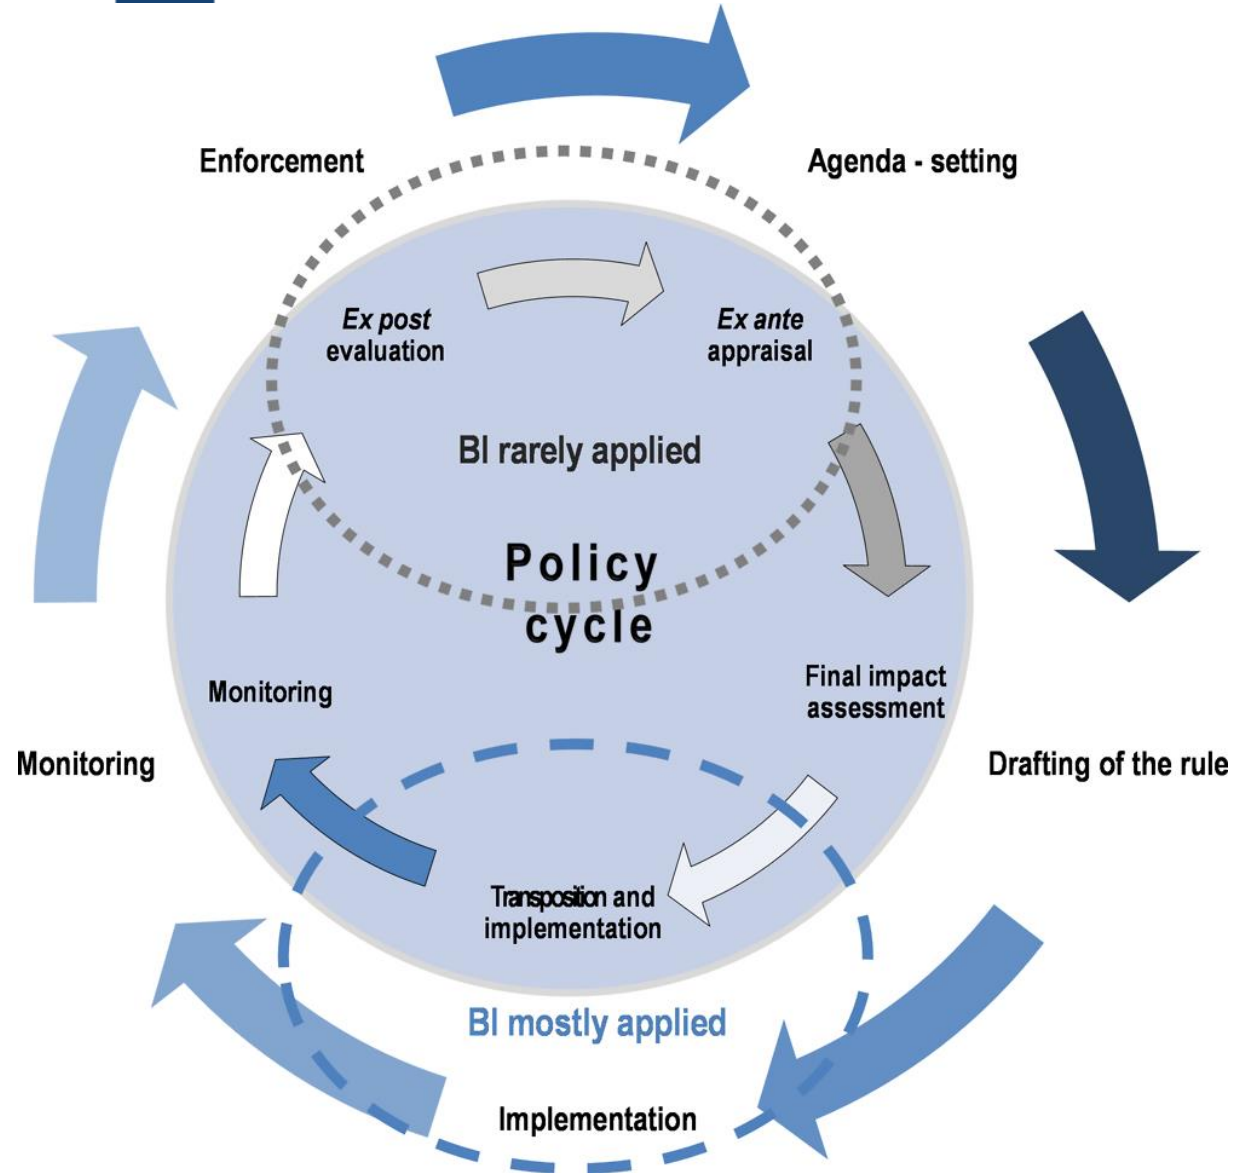 Enforcement
Agenda - setting
Ex post
evaluation
Ex ante
appraisal
BI rarely applied
Policy
cycle
Monitoring
Final impact
assessment
Monitoring
Drafting of the rule
Transposition and
implementation
BI mostly applied
Implementation